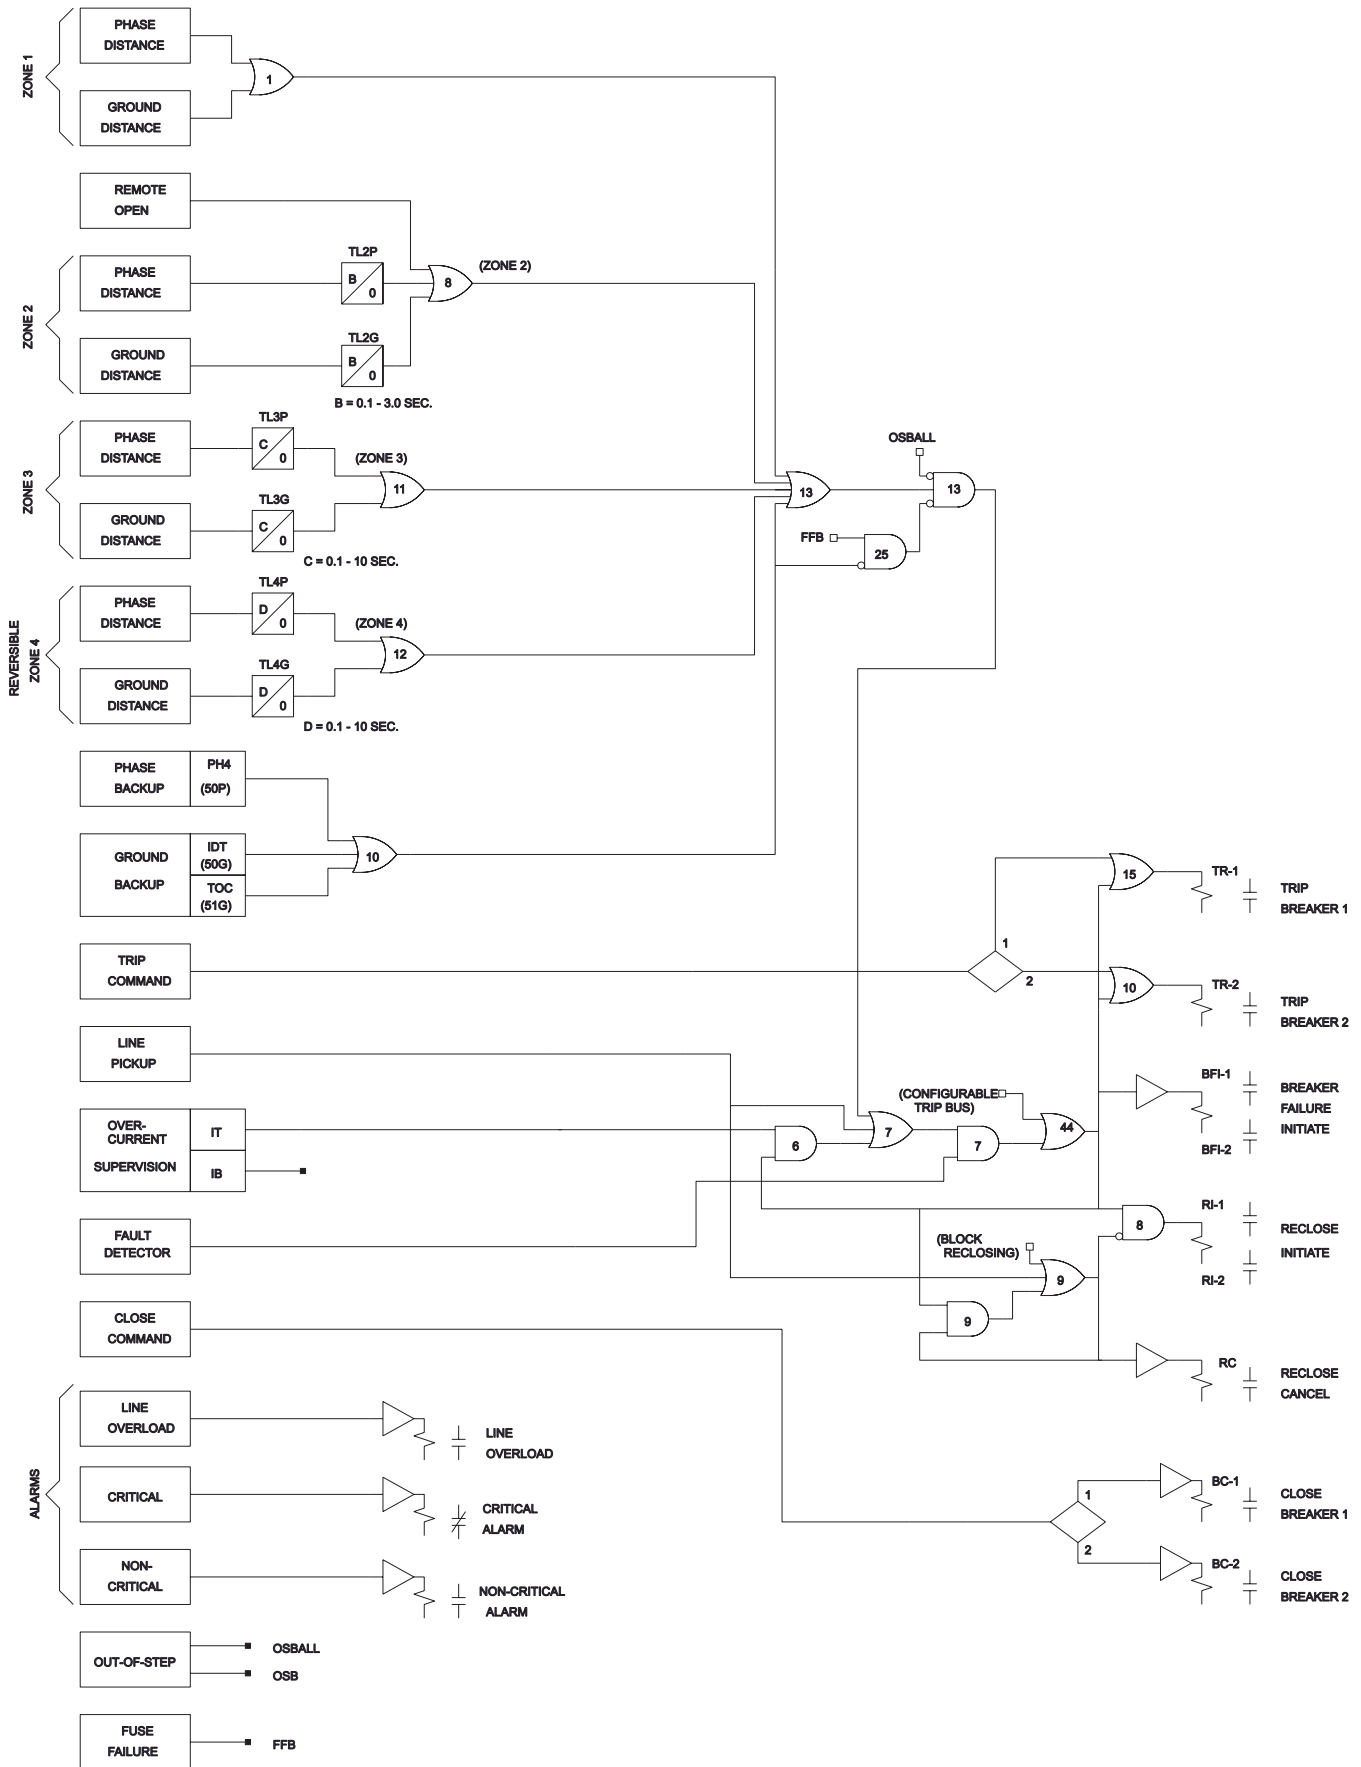 ZONE 1
PHASE
DISTANCE
1
GROUND
DISTANCE
REMOTE
OPEN
ZONE 2
PHASE
DISTANCE
TL2P
B
0
8
(ZONE 2)
GROUND
DISTANCE
TL2G
B
0
B = 0.1 - 3.0 SEC.
ZONE 3
PHASE
DISTANCE
TL3P
C
0
(ZONE 3)
11
GROUND
DISTANCE
TL3G
C
0
C = 0.1 - 10 SEC.
OSBALL
13
13
FFB
25
REVERSIBLE
ZONE 4
PHASE
DISTANCE
TL4P
D
0
(ZONE 4)
12
GROUND
DISTANCE
TL4G
D
0
D = 0.1 - 10 SEC.
PHASE
BACKUP
PH4
(50P)
GROUND
BACKUP
IDT
(50G)
TOC
(51G)
10
15
TR-1
TRIP
BREAKER 1
TRIP
COMMAND
1
2
10
TR-2
TRIP
BREAKER 2
LINE
PICKUP
BFI-1
BREAKER
FAILURE
INITIATE
BFI-2
OVER-
CURRENT
SUPERVISION
IT
IB
6
7
(CONFIGURABLE
TRIP BUS)
7
44
FAULT
DETECTOR
(BLOCK
RECLOSING)
9
9
8
RI-1
RECLOSE
INITIATE
RI-2
CLOSE
COMMAND
RC
RECLOSE
CANCEL
ALARMS
LINE
OVERLOAD
LINE
OVERLOAD
CRITICAL
CRITICAL
ALARM
NON-
CRITICAL
NON-CRITICAL
ALARM
1
2
BC-1
CLOSE
BREAKER 1
BC-2
CLOSE
BREAKER 2
OUT-OF-STEP
OSBALL
OSB
FUSE
FAILURE
FFB